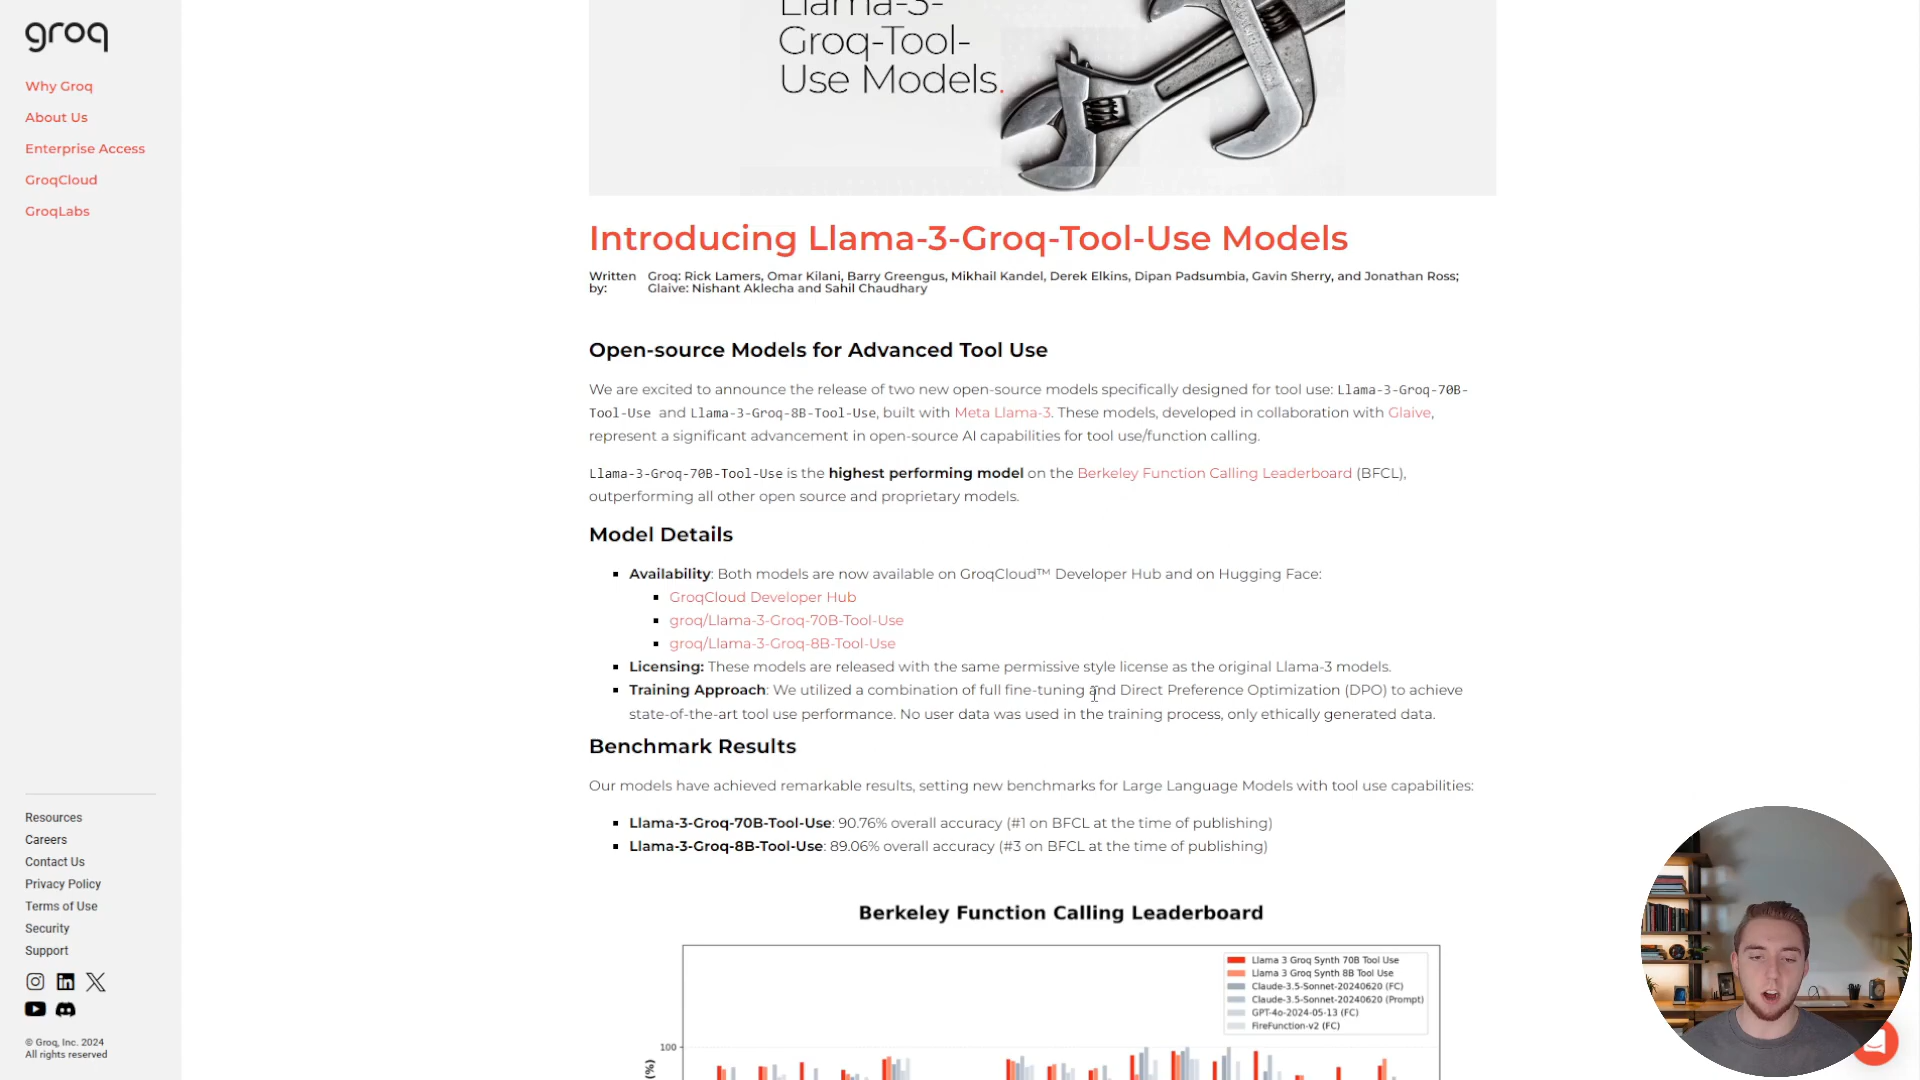 groq
Why Groq
About Us
Enterprise Access
GroqCloud
GroqLabs
Resources
Careers
Contact Us
Privacy Policy
Terms of Use
Security
Support
© Groq, Inc. 2024
All rights reserved
Llama-3-
Groq-Tool-
Use Models.
Introducing Llama-3-Groq-Tool-Use Models
Written by: Groq: Rick Lamers, Omar Kilani, Barry Greengus, Mikhail Kandel, Derek Elkins, Dipan Padsumbia, Gavin Sherry, and Jonathan Ross;
Glaive: Nishant Aklecha and Sahil Chaudhary
Open-source Models for Advanced Tool Use
We are excited to announce the release of two new open-source models specifically designed for tool use: Llama-3-Groq-70B-
Tool-Use and Llama-3-Groq-8B-Tool-Use, built with Meta Llama-3. These models, developed in collaboration with Glaive,
represent a significant advancement in open-source AI capabilities for tool use/function calling.
Llama-3-Groq-70B-Tool-Use is the highest performing model on the Berkeley Function Calling Leaderboard (BFCL),
outperforming all other open source and proprietary models.
Model Details
Availability: Both models are now available on GroqCloud™ Developer Hub and on Hugging Face:
GroqCloud Developer Hub
groq/Llama-3-Groq-70B-Tool-Use
groq/Llama-3-Groq-8B-Tool-Use
Licensing: These models are released with the same permissive style license as the original Llama-3 models.
Training Approach: We utilized a combination of full fine-tuning and Direct Preference Optimization (DPO) to achieve
state-of-the-art tool use performance. No user data was used in the training process, only ethically generated data.
Benchmark Results
Our models have achieved remarkable results, setting new benchmarks for Large Language Models with tool use capabilities:
Llama-3-Groq-70B-Tool-Use: 90.76% overall accuracy (#1 on BFCL at the time of publishing)
Llama-3-Groq-8B-Tool-Use: 89.06% overall accuracy (#3 on BFCL at the time of publishing)
Berkeley Function Calling Leaderboard
Llama 3 Groq Synth 70B Tool Use
Llama 3 Groq Synth 8B Tool Use
Claude-3.5-Sonnet-20240620 (FC)
Claude-3.5-Sonnet-20240620 (Prompt)
GPT-4o-2024-05-13 (FC)
FireFunction-v2 (FC)
100
(%)